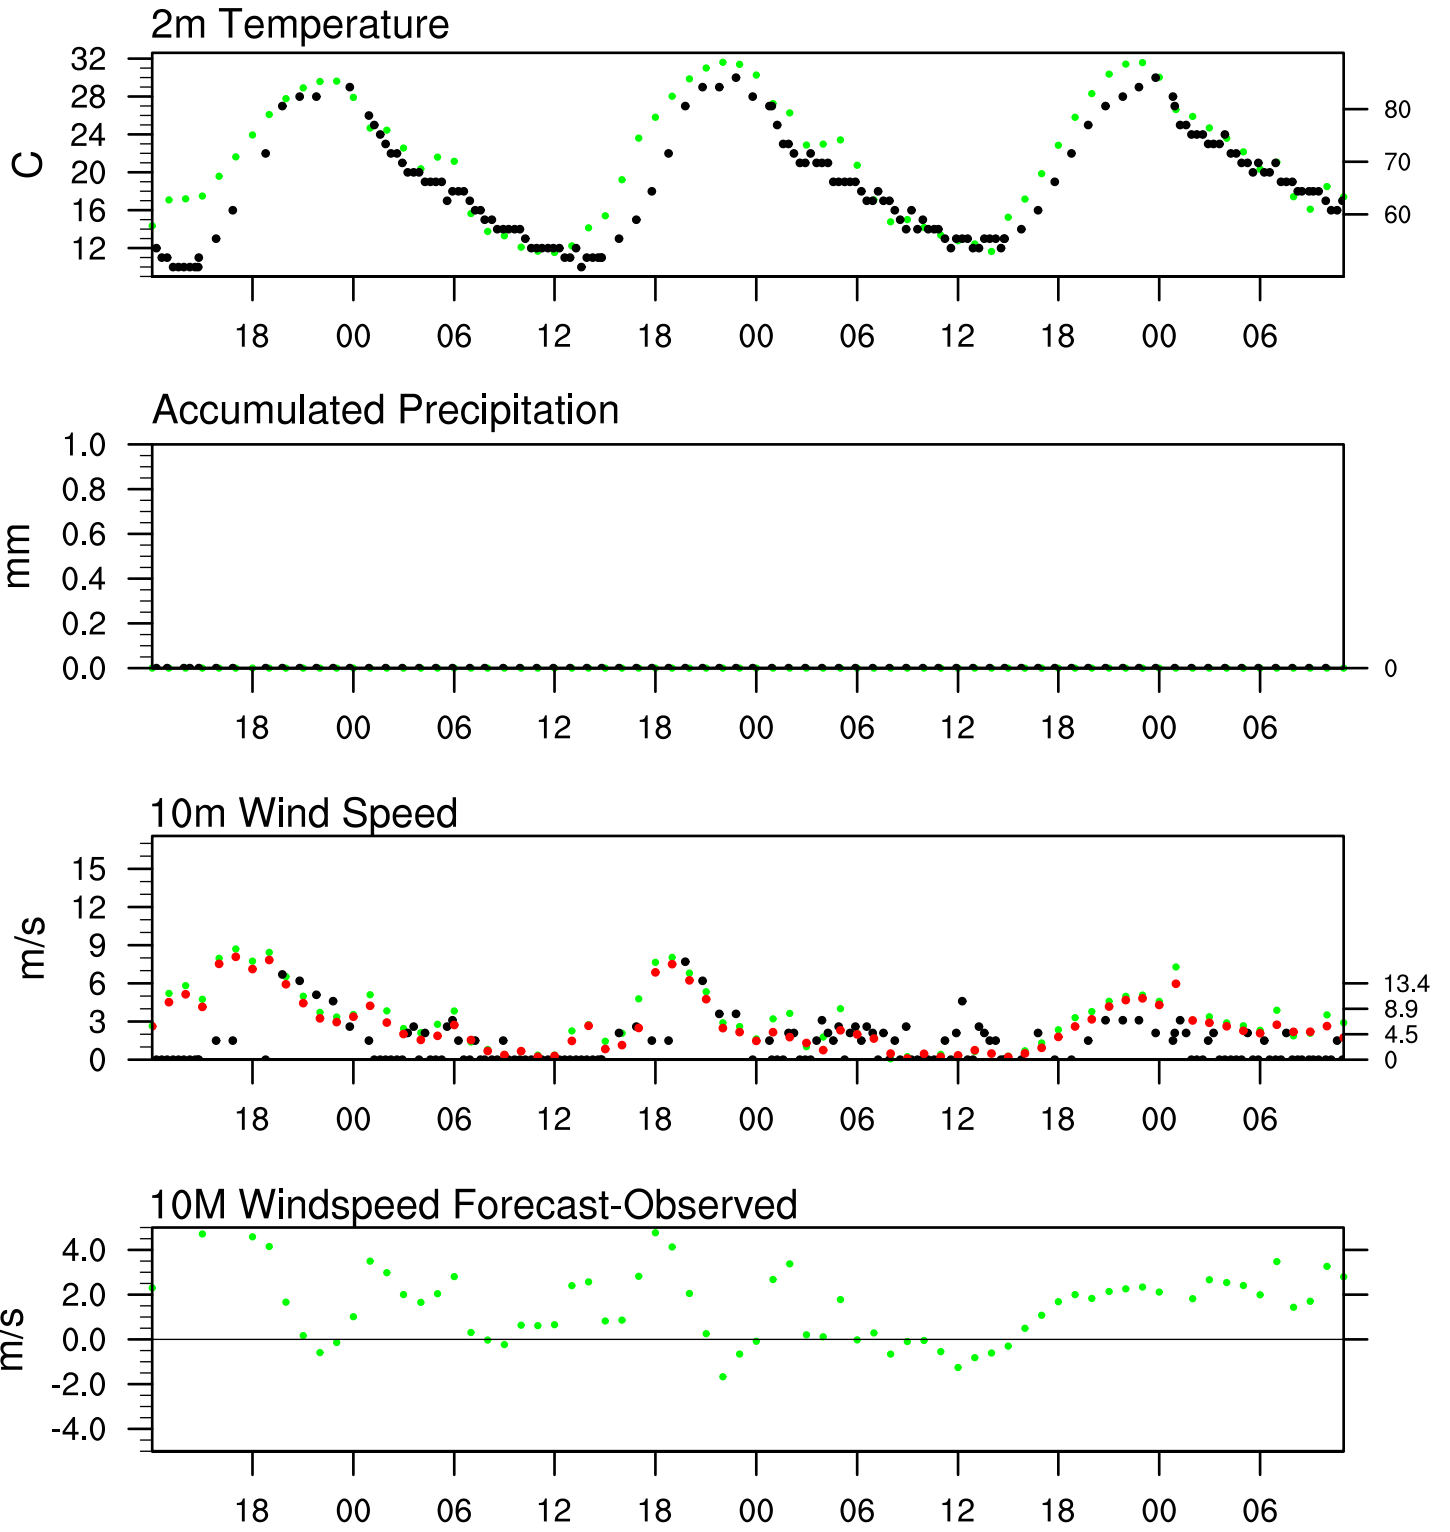 2m Temperature
32
28
24
20
16
12
C
80
70
60
18 00 06 12 18 00 06 12 18 00 06
Accumulated Precipitation
1.0
0.8
0.6
0.4
0.2
0.0
mm
0
18 00 06 12 18 00 06 12 18 00 06
10m Wind Speed
15
12
9
6
3
0
m/s
13.4
8.9
4.5
0
18 00 06 12 18 00 06 12 18 00 06
10M Windspeed Forecast-Observed
4.0
2.0
0.0
-2.0
-4.0
m/s
18 00 06 12 18 00 06 12 18 00 06